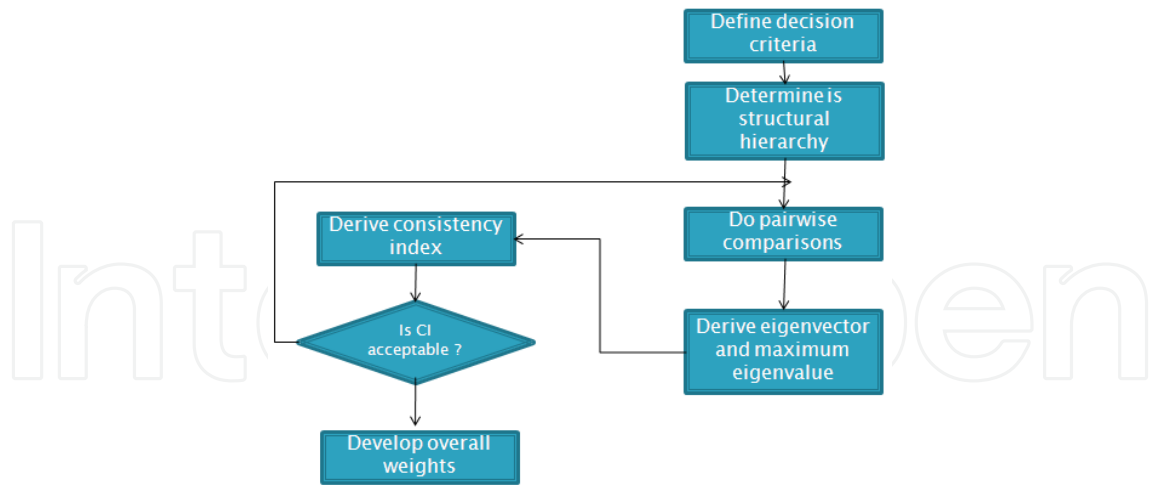 Define decision
criteria
Determine is
structural
hierarchy
Do pairwise
comparisons
Derive eigenvector
and maximum
eigenvalue
Derive consistency
index
Is CI
acceptable ?
Develop overall
weights